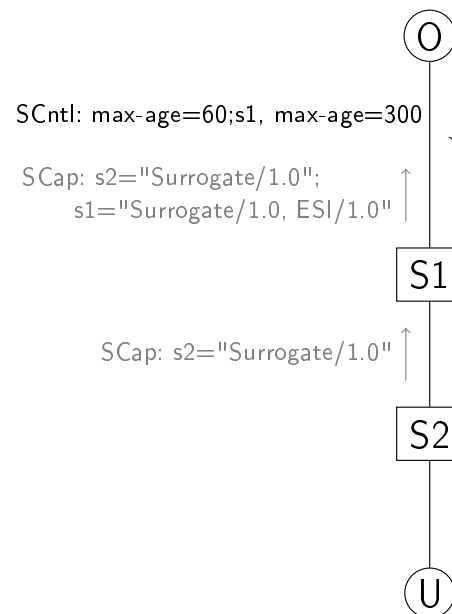 O
SCntl: max-age=60;s1, max-age=300
SCap: s2="Surrogate/1.0";
s1="Surrogate/1.0, ESI/1.0"
S1
SCap: s2="Surrogate/1.0"
S2
U